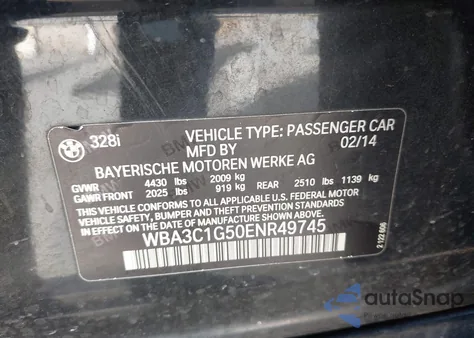 BMW 328i VEHICLE TYPE: PASSENGER CAR
MFD BY 02/14
BAYERISCHE MOTOREN WERKE AG
GVWR 4430 lbs 2009 kg
GAWR FRONT 2025 lbs 919 kg REAR 2510 lbs 1139 kg
THIS VEHICLE CONFORMS TO ALL APPLICABLE U.S. FEDERAL MOTOR
VEHICLE SAFETY, BUMPER, AND THEFT PREVENTION STANDARDS IN EFFECT ON THE DATE
OF MANUFACTURE SHOWN ABOVE.
WBA3C1G50ENR49745
autoSnap